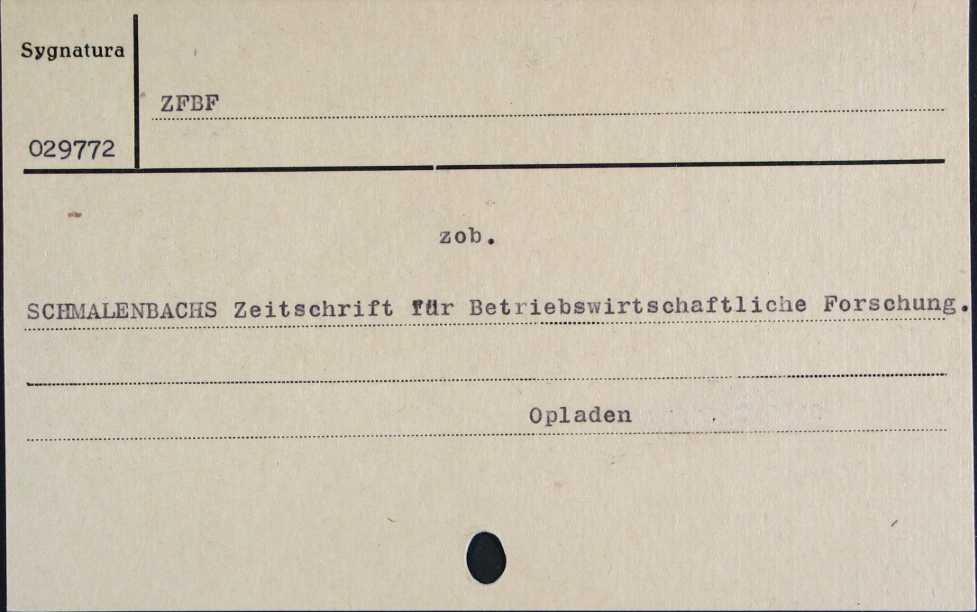 Sygnatura
ZFBF
029772
zob.
SCHMALENBACHS Zeitschrift für Betriebswirtschaftliche Forschung.
Opladen